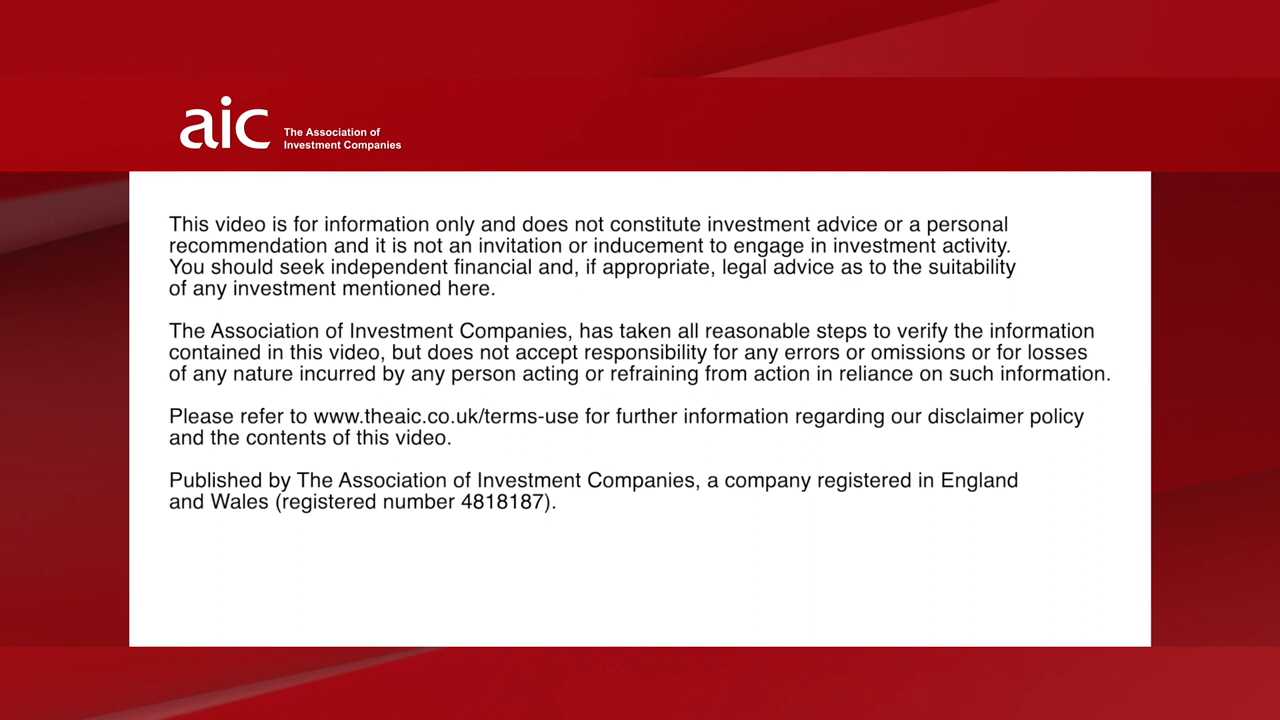 aic
The Association of
Investment Companies
This video is for information only and does not constitute investment advice or a personal
recommendation and it is not an invitation or inducement to engage in investment activity.
You should seek independent financial and, if appropriate, legal advice as to the suitability
of any investment mentioned here.
The Association of Investment Companies, has taken all reasonable steps to verify the information
contained in this video, but does not accept responsibility for any errors or omissions or for losses
of any nature incurred by any person acting or refraining from action in reliance on such information.
Please refer to www.theaic.co.uk/terms-use for further information regarding our disclaimer policy
and the contents of this video.
Published by The Association of Investment Companies, a company registered in England
and Wales (registered number 4818187).